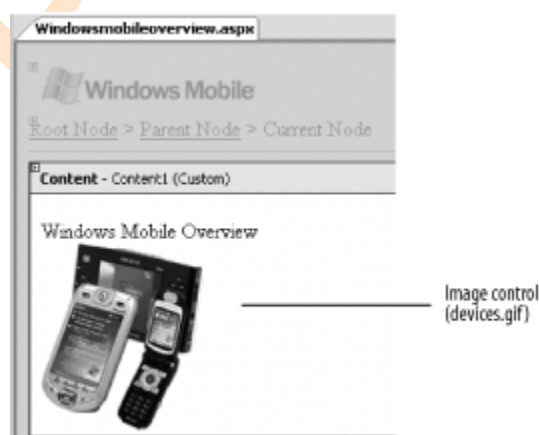 Windowsmobileoverview.aspx
Windows Mobile
Root Node > Parent Node > Current Node
Content - Content1 (Custom)
Windows Mobile Overview
Image control
(devices.gif)